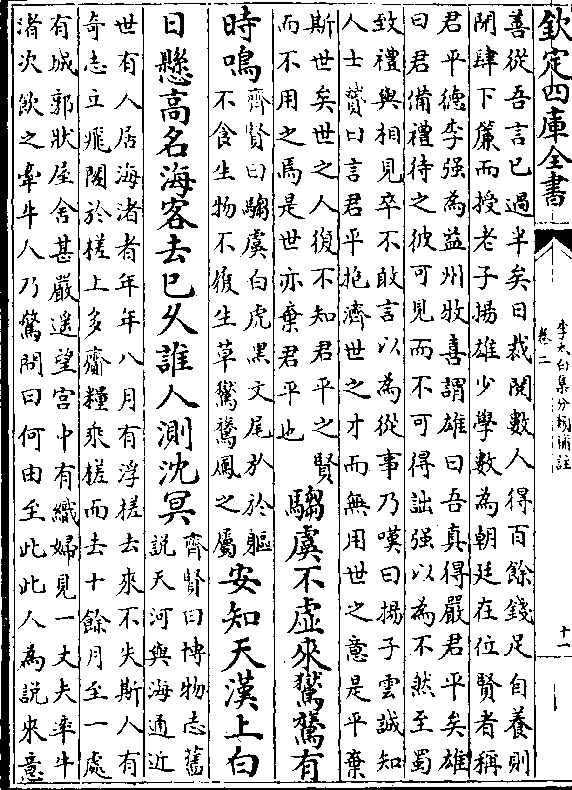 欽定四庫全書
李太白集分類補註
卷二
十一
善從吾言已過半矣日裁閱數人得百餘錢足自養則
閉肆下簾而授老子揚雄少學數為朝廷在位賢者稱
君平德李强為益州牧喜謂雄曰吾真得嚴君平矣雄
曰君備禮待之彼可見而不可得詘强以為不然至蜀
致禮與相見卒不敢言以為從事乃嘆曰揚子雲誠知
人士贇曰言君平抱濟世之才而無用世之意是平棄
斯世矣世之人復不知君平之賢
而不用之焉是世亦棄君平也
騶虞不虛來鸑鷟有
時鳴
齊賢曰騶虞白虎黑文尾於於軀
不食生物不履生草鸑鷟鳳之屬
安知天漢上白
日懸高名海客去已久誰人測沈冥
齊賢曰博物志舊
説天河與海通近
世有人居海渚者年年八月有浮槎去來不失斯人有
奇志立飛閣於槎上多齎糧乘槎而去十餘月至一處
有城郭狀屋舍甚嚴遥望宮中有織婦見一丈夫牽牛
渚次飲之牽牛人乃驚問曰何由至此此人為說來意